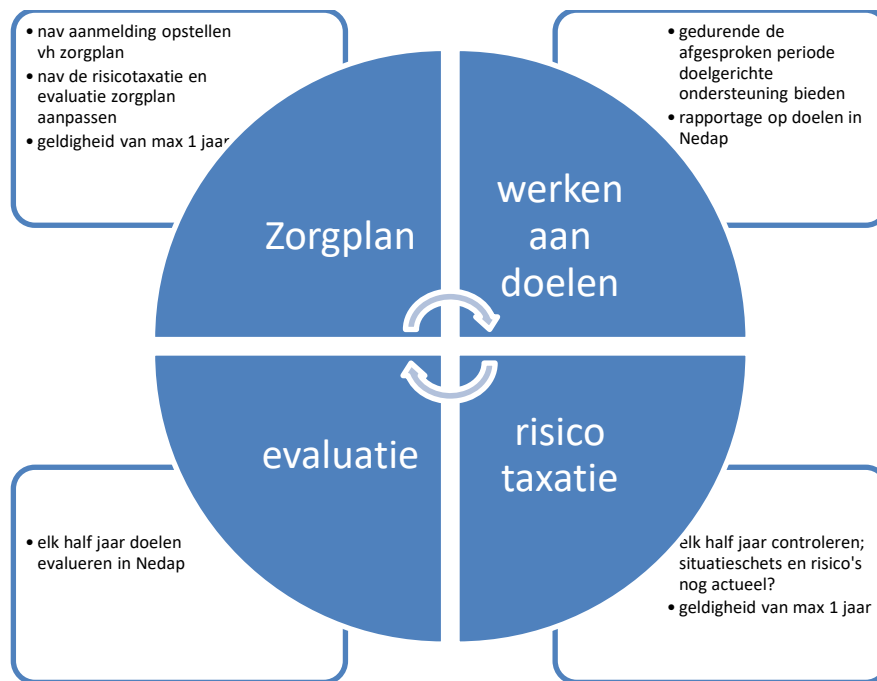 • nav aanmelding opstellen
vh zorgplan
• nav de risicotaxatie en
evaluatie zorgplan
aanpassen
• geldigheid van max 1 jaar
• gedurende de
afgesproken periode
doelgerichte
ondersteuning bieden
• rapportage op doelen in
Nedap
Zorgplan
werken
aan
doelen
evaluatie
risico
taxatie
• elk half jaar doelen
evalueren in Nedap
elk half jaar controleren;
situatieschets en risico's
nog actueel?
• geldigheid van max 1 jaar